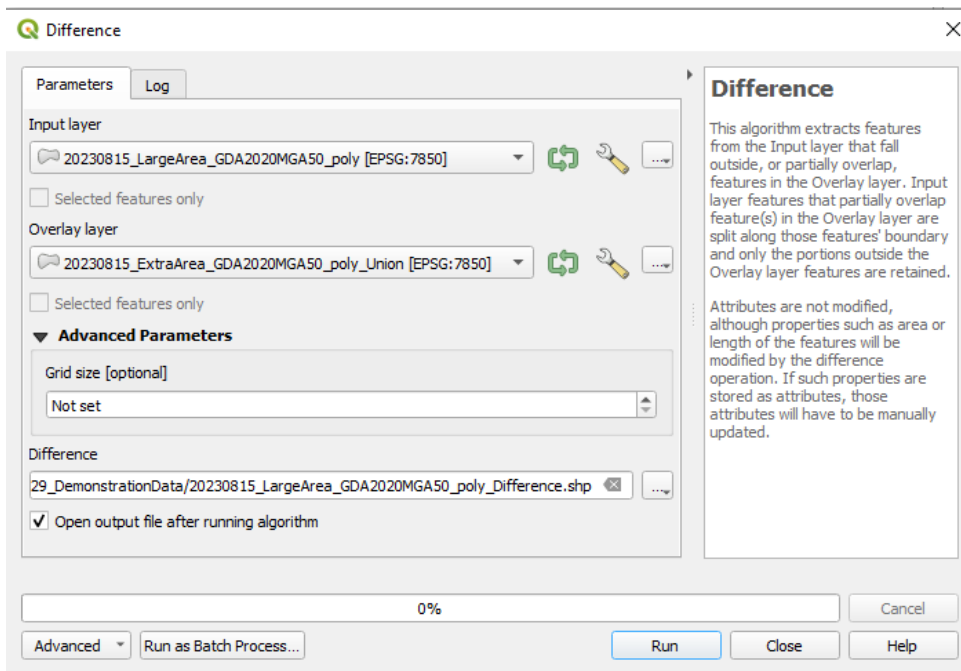 Difference
Parameters
Log
Input layer
20230815_LargeArea_GDA2020MGA50_poly [EPSG:7850]
...
Selected features only
Overlay layer
20230815_ExtraArea_GDA2020MGA50_poly_Union [EPSG:7850]
...
Selected features only
Advanced Parameters
Grid size [optional]
Not set
Difference
29_DemonstrationData/20230815_LargeArea_GDA2020MGA50_poly_Difference.shp
...
Open output file after running algorithm
Difference
This algorithm extracts features
from the Input layer that fall
outside, or partially overlap,
features in the Overlay layer. Input
layer features that partially overlap
feature(s) in the Overlay layer are
split along those features' boundary
and only the portions outside the
Overlay layer features are retained.
Attributes are not modified,
although properties such as area or
length of the features will be
modified by the difference
operation. If such properties are
stored as attributes, those
attributes will have to be manually
updated.
0%
Cancel
Advanced
Run as Batch Process...
Run
Close
Help